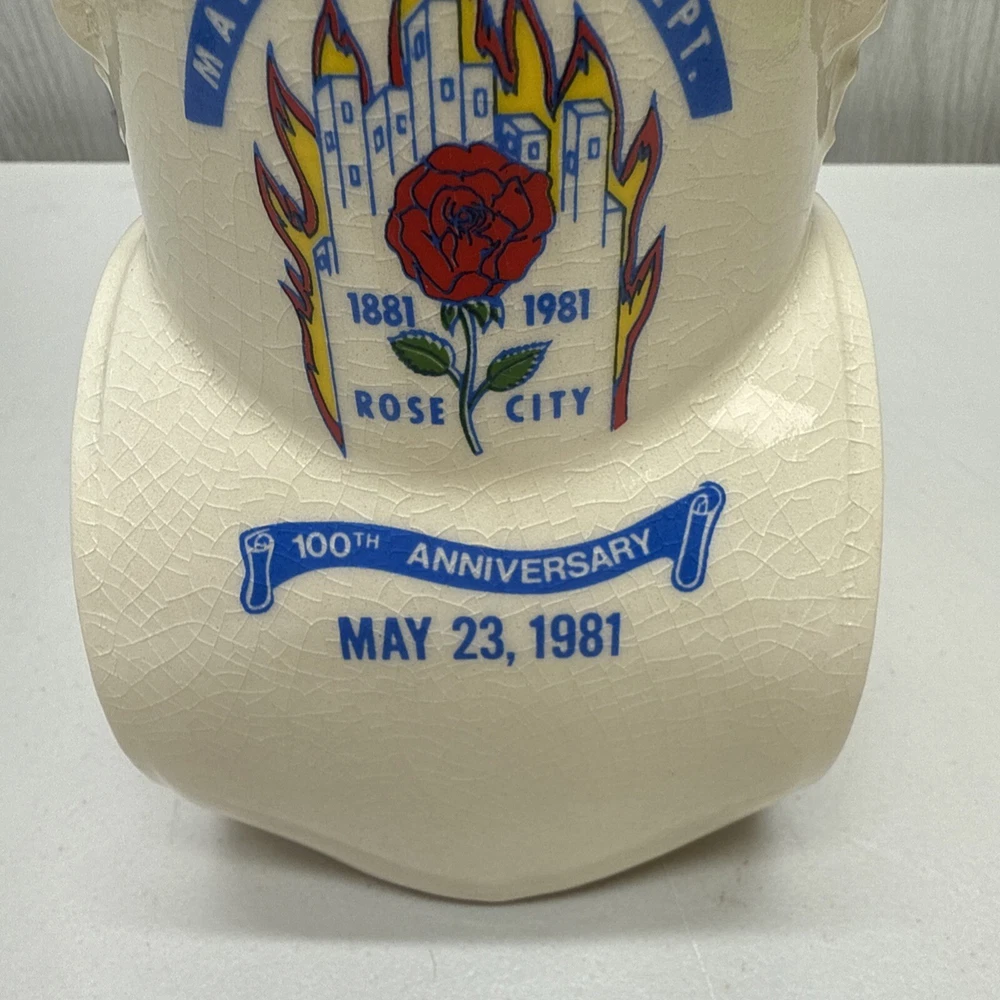 1881 1981
ROSE CITY
100TH ANNIVERSARY
MAY 23, 1981